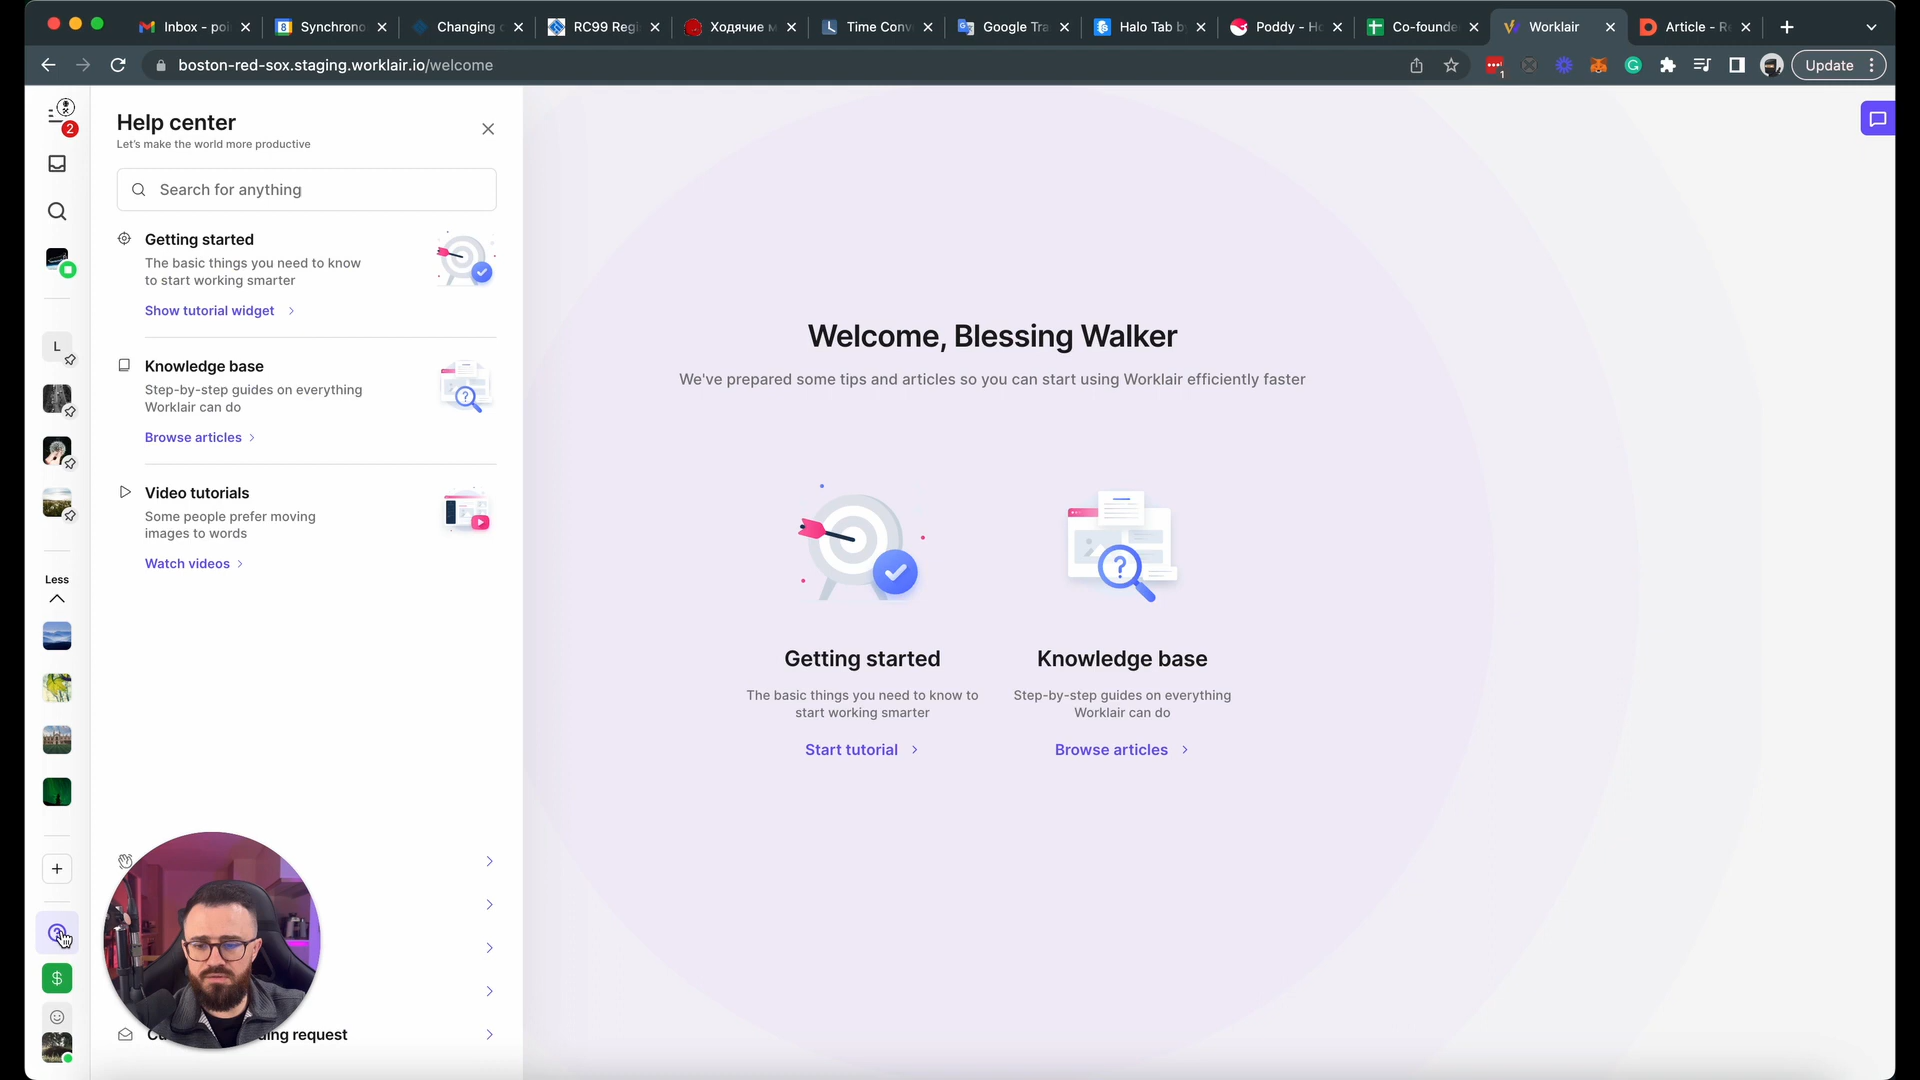 Inbox - poi
Synchrono
Changing
RC99 Regi
Ходячие м
Time Conv
Google Tra
Halo Tab b
Poddy - Ho
Co-founde
Worklair
Article - Re
boston-red-sox.staging.worklair.io/welcome
Update
2
Help center
Let's make the world more productive
Search for anything
Getting started
The basic things you need to know
to start working smarter
Show tutorial widget
L
Knowledge base
Step-by-step guides on everything
Worklair can do
Browse articles
Video tutorials
Some people prefer moving
images to words
Watch videos
Less
request
Welcome, Blessing Walker
We've prepared some tips and articles so you can start using Worklair efficiently faster
Getting started
The basic things you need to know to
start working smarter
Start tutorial
Knowledge base
Step-by-step guides on everything
Worklair can do
Browse articles